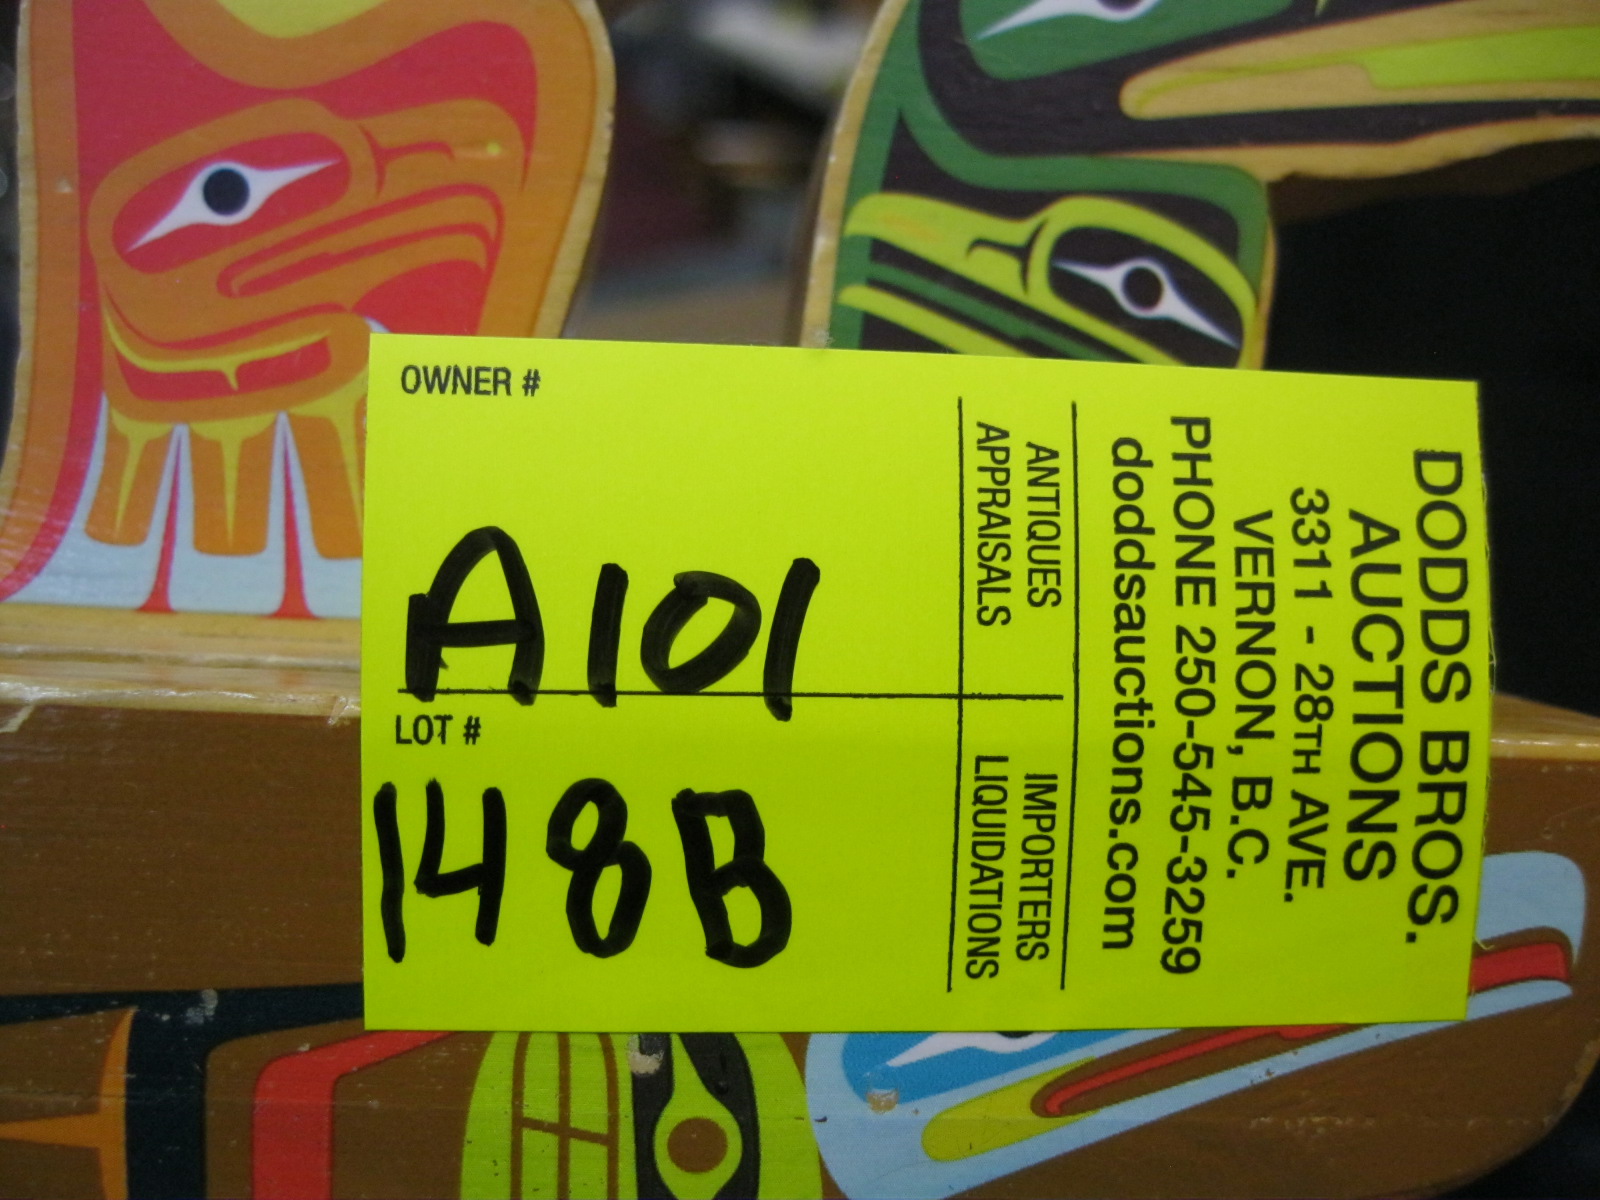 DODDS BROS.
AUCTIONS
3311 - 28TH AVE.
VERNON, B.C.
PHONE 250-545-3259
doddsauctions.com
ANTIQUES
APPRAISALS
IMPORTERS
LIQUIDATIONS
OWNER #
A101
LOT #
148B